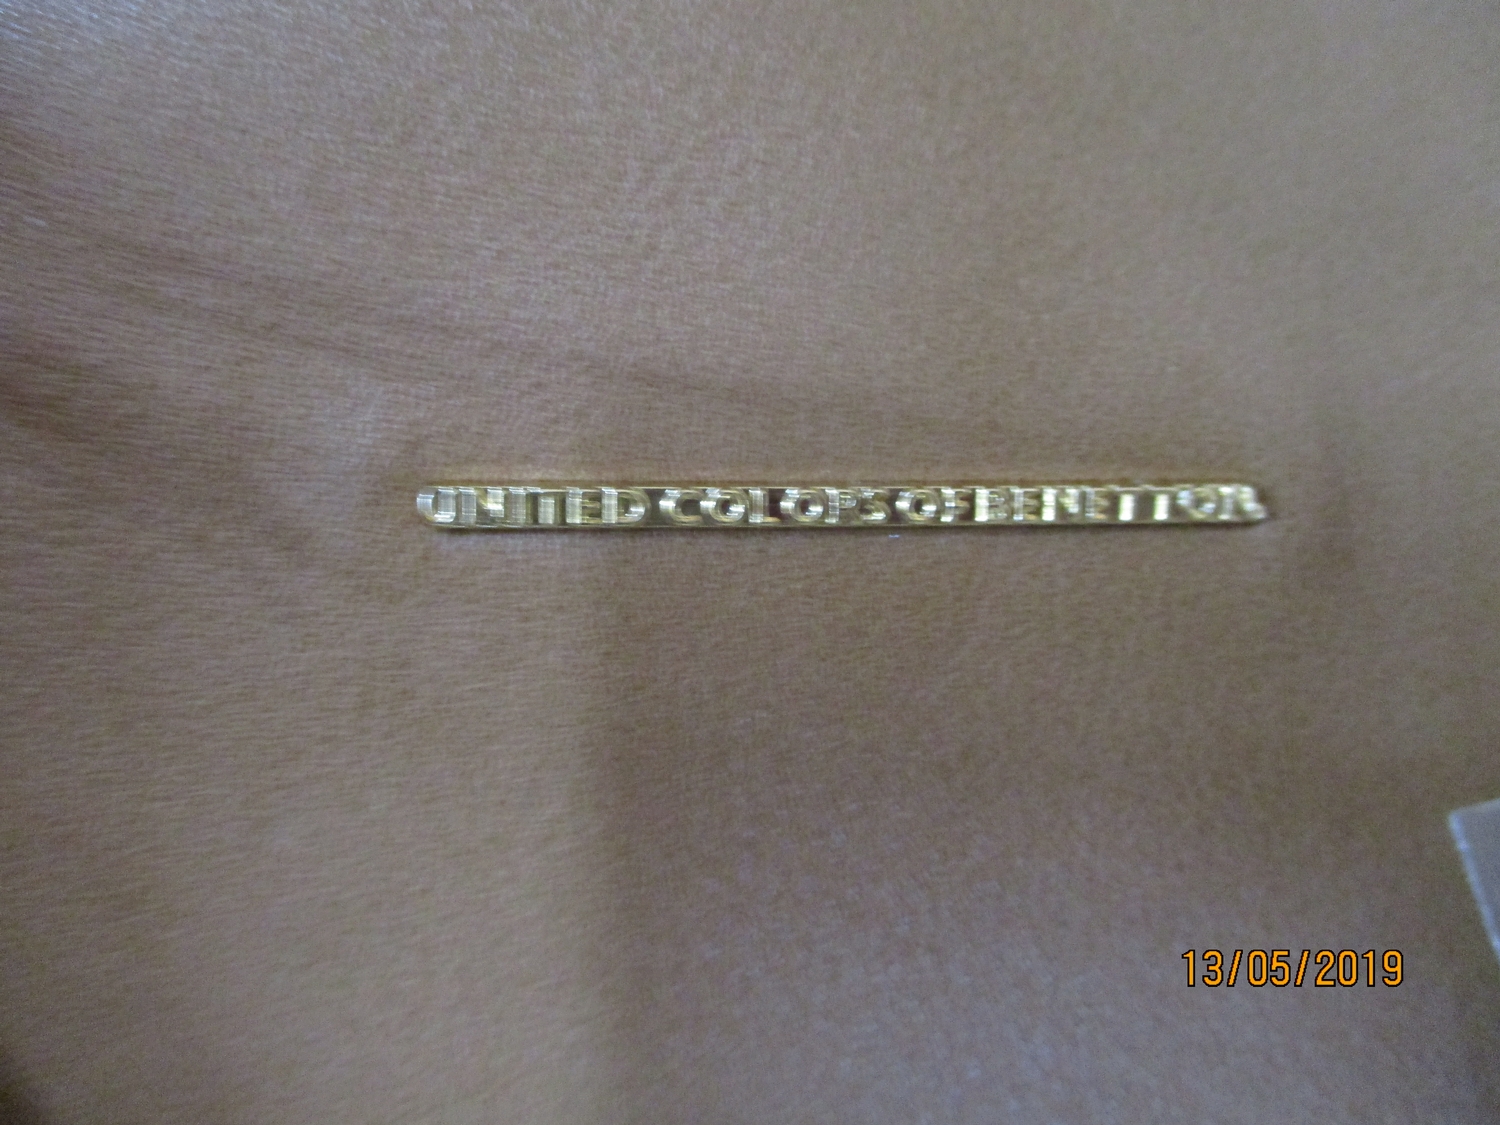 UNITED COLORS OF BENETTON
13/05/2019